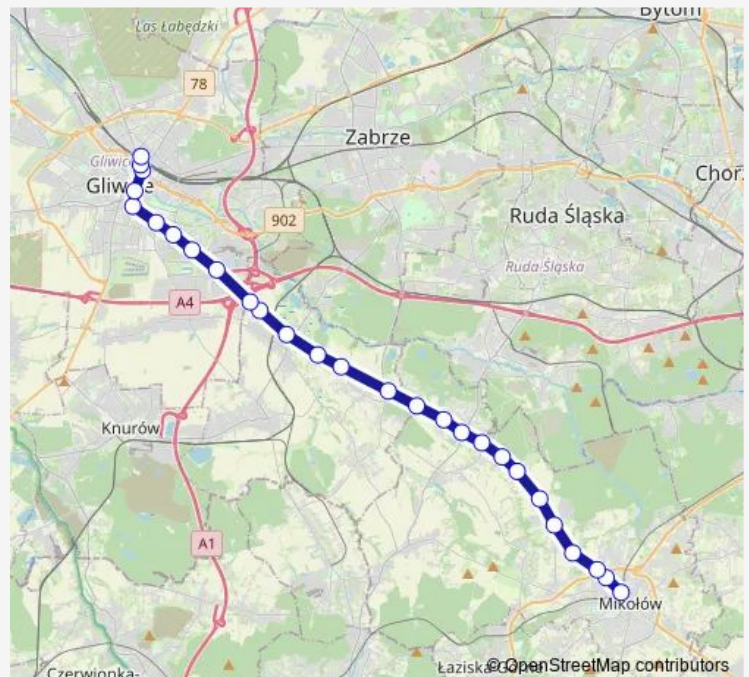 Bytom
Las Łabędzki
78
Zabrze
Gliwice
Gliwice
Chor
902
Ruda Śląska
Ruda Śląska
A4
Knurów
A1
Mikołów
Łaziska Górne
© OpenStreetMap contributors
Czerwionka-